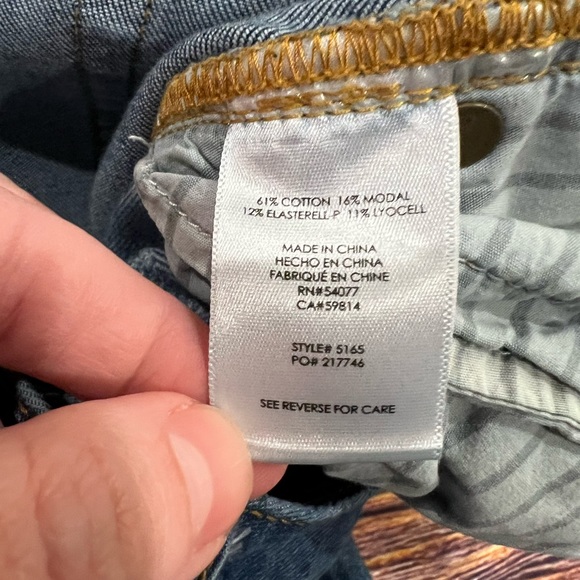 61% COTTON 16% MODAL
12% ELASTERELL-P 11% LYOCELL
MADE IN CHINA
HECHO EN CHINA
FABRIQUÉ EN CHINE
RN#54077
CA#59814
STYLE# 5165
PO# 217746
SEE REVERSE FOR CARE